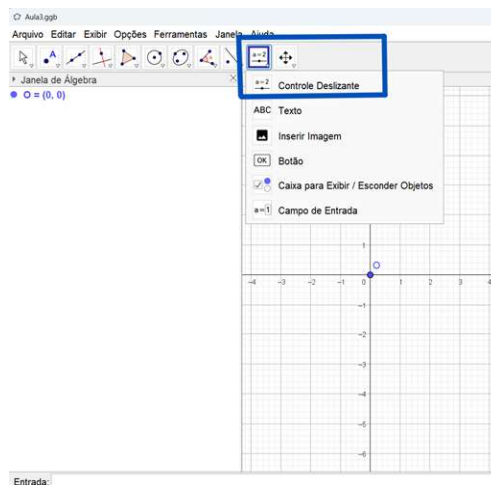 Aula3.ggb
Arquivo Editar Exibir Opções Ferramentas Janela Ajuda
a=2
Janela de Álgebra
O = (0, 0)
a=2 Controle Deslizante
ABC Texto
Inserir Imagem
OK Botão
Caixa para Exibir / Esconder Objetos
a=1 Campo de Entrada
1
O
-4 -3 -2 -1 0 1 2 3 4
-1
-2
-3
-4
-5
-6
Entrada: